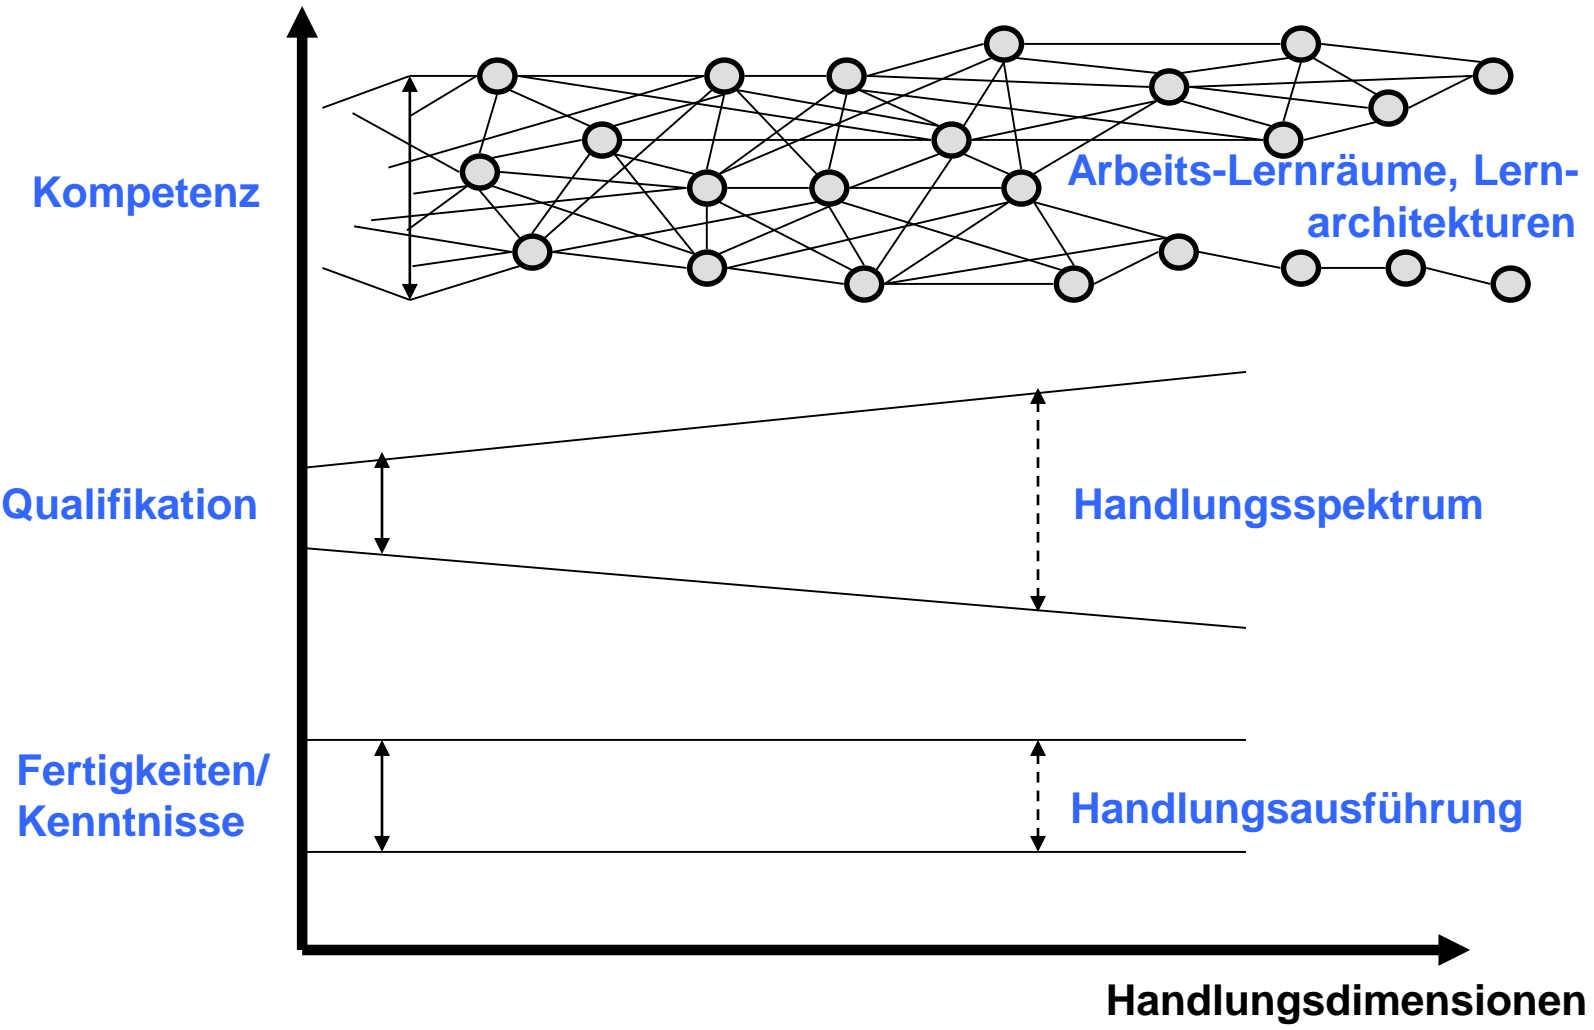 Kompetenz
Arbeits-Lernräume, Lern-
architekturen
Qualifikation
Handlungsspektrum
Fertigkeiten/
Kenntnisse
Handlungsausführung
Handlungsdimensionen